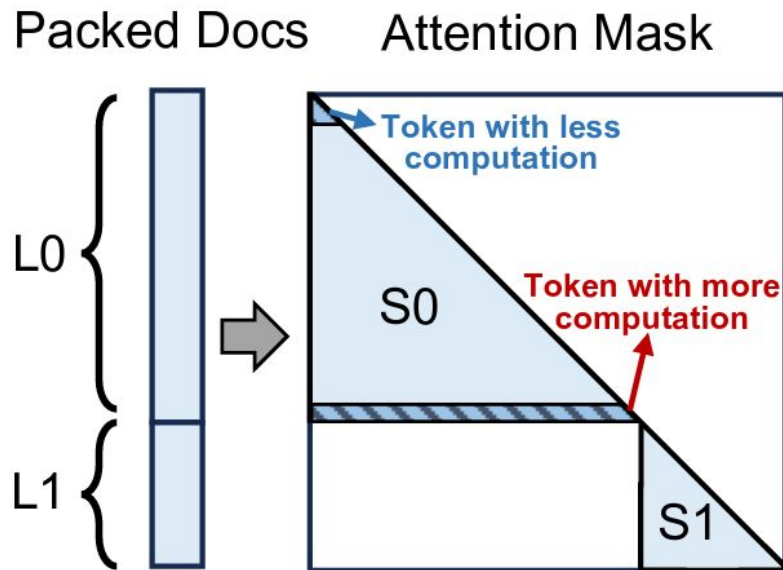 Packed Docs
Attention Mask
Token with less
computation
L0
S0
Token with more
computation
L1
S1